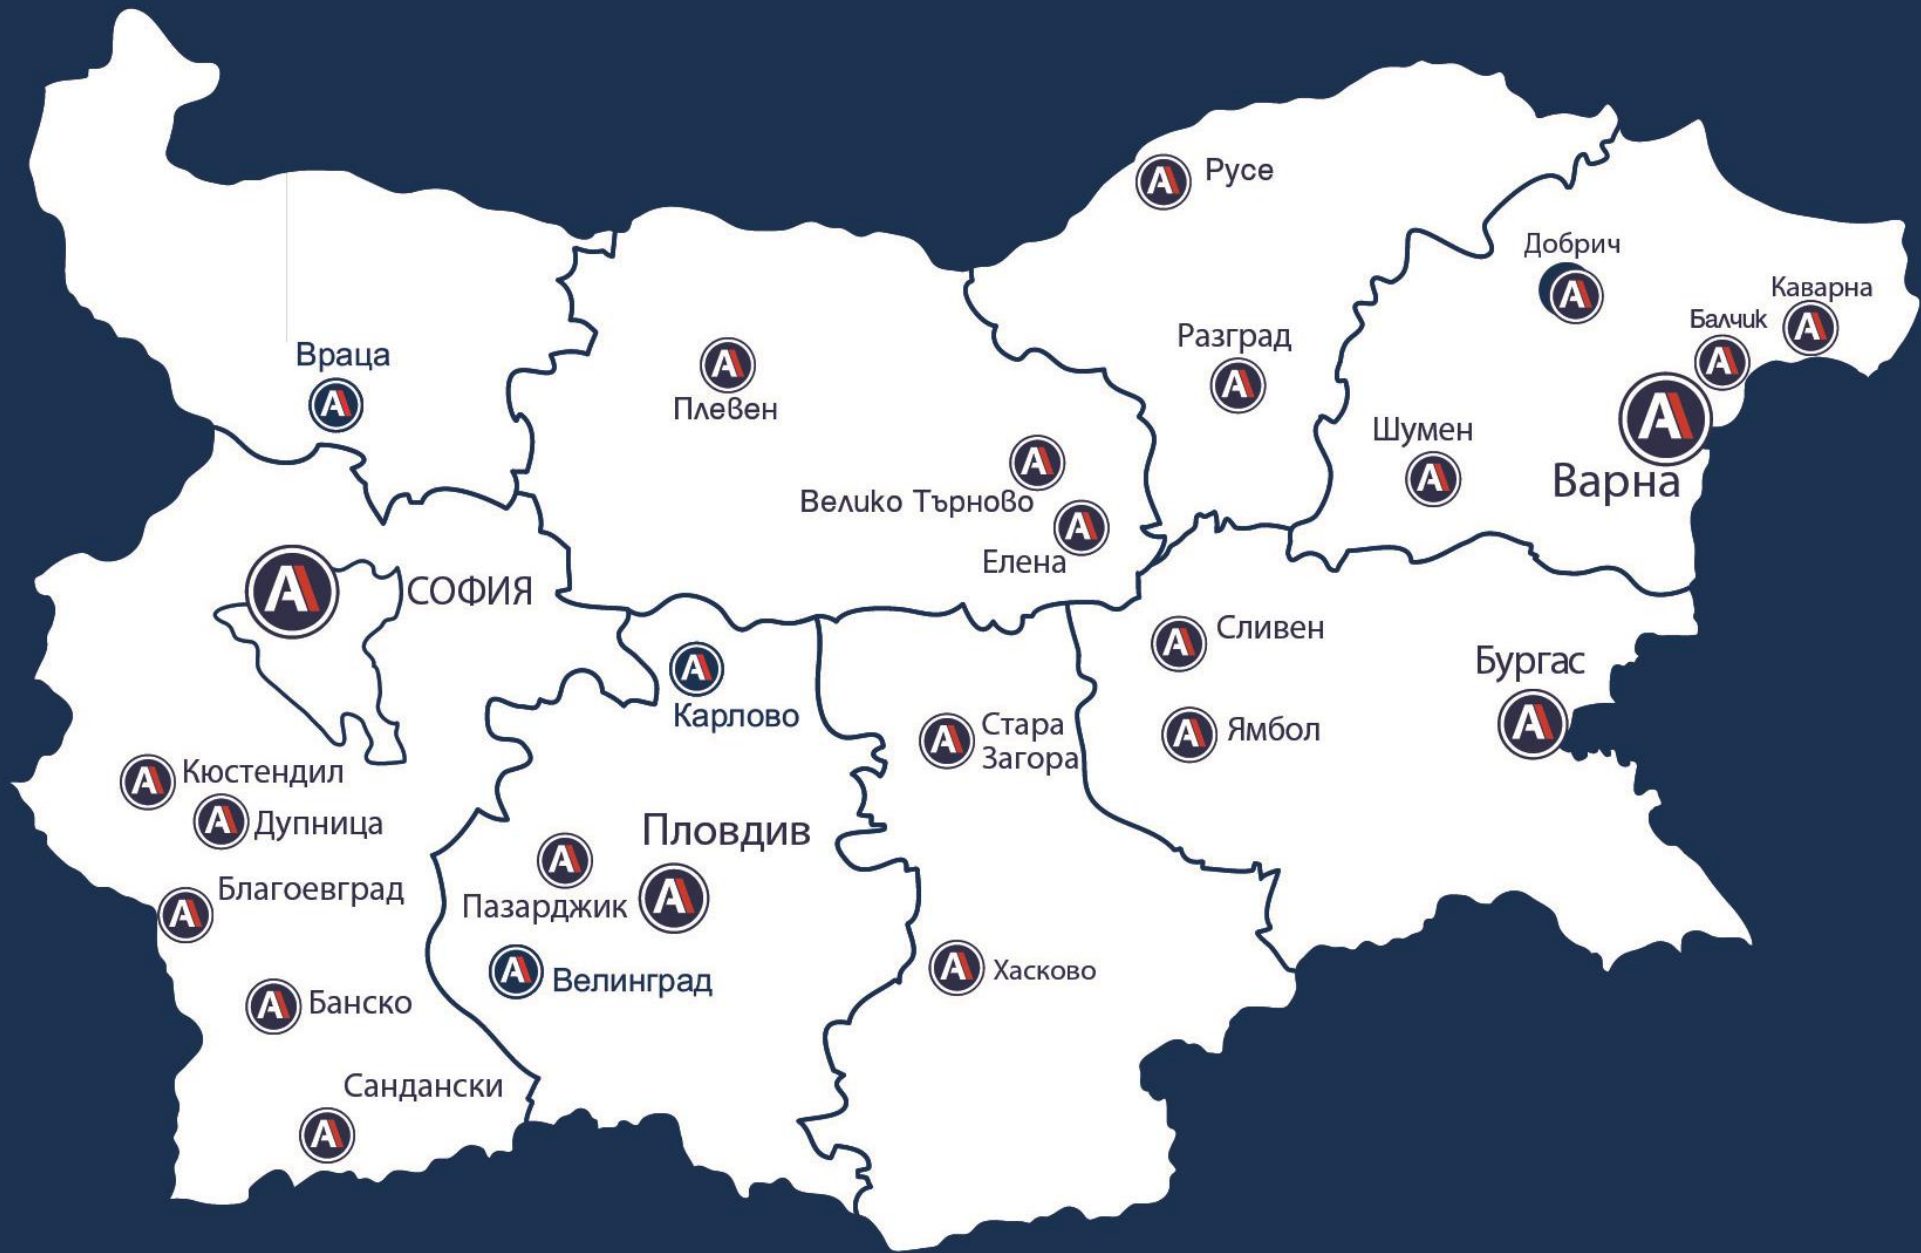 Русе
Добрич
Каварна
Балчик
Разград
Враца
Плевен
Шумен
Варна
Велико Търново
Елена
СОФИЯ
Сливен
Бургас
Карлово
Стара
Загора
Ямбол
Кюстендил
Дупница
Пловдив
Благоевград
Пазарджик
Велинград
Хасково
Банско
Сандански